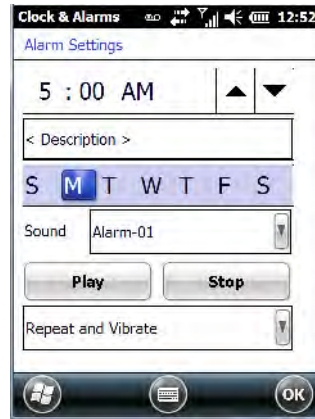 Clock & Alarms 12:52
Alarm Settings
5 : 00 AM
< Description >
S M T W T F S
Sound Alarm-01
Play Stop
Repeat and Vibrate
OK